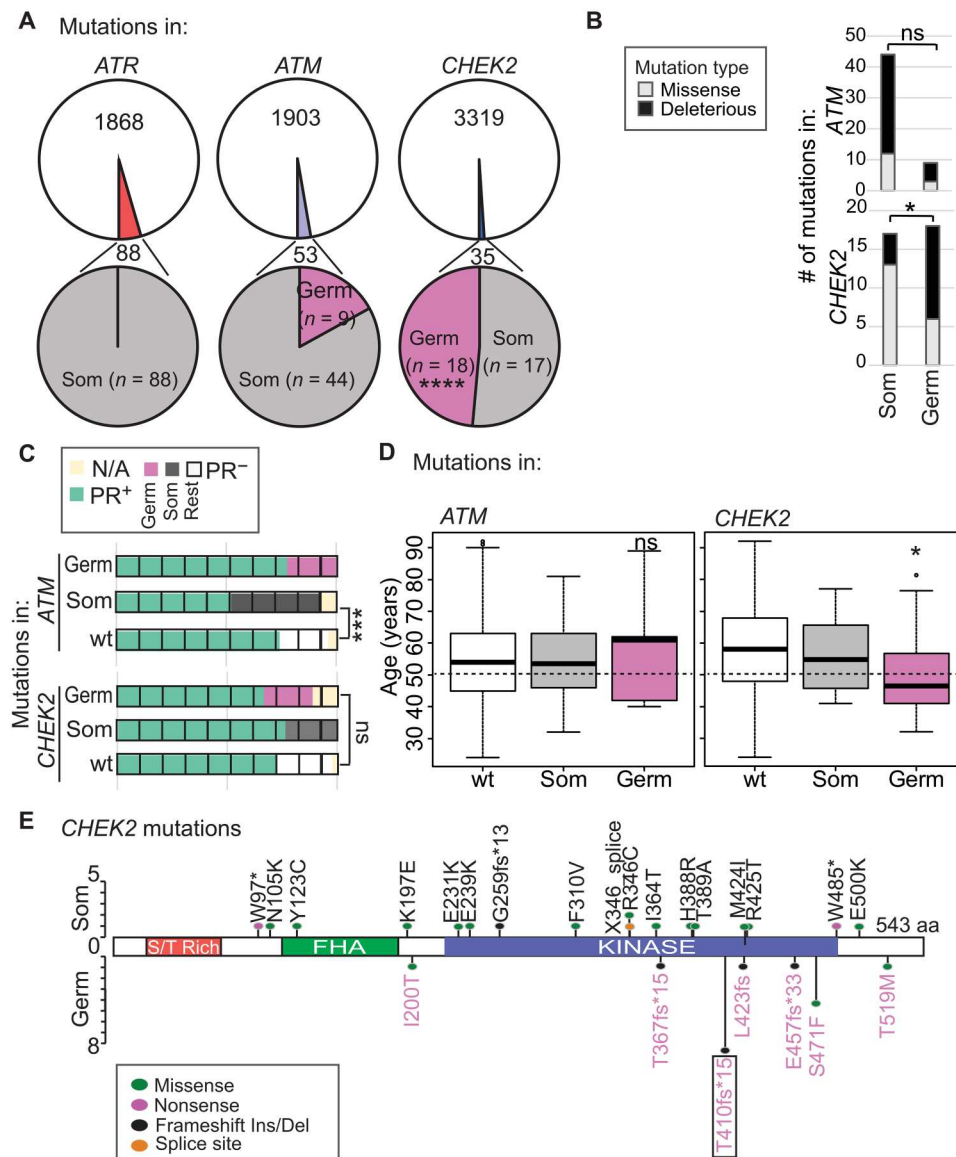 A Mutations in:
ATR ATM CHEK2
1868 1903 3319
88 53 35
Som (n = 88)
Germ
(n = 9)
Som (n = 44)
Germ
(n = 18)
****
Som
(n = 17)
B
Mutation type
Missense
Deleterious
# of mutations in:
ATM
50
40
30
20
10
0
ns
CHEK2
20
15
10
5
0
*
Som Germ
C
N/A
PR+
Germ
Som
Rest
PR−
Mutations in:
ATM
Germ
Som
wt
***
CHEK2
Germ
Som
wt
ns
D Mutations in:
ATM CHEK2
Age (years)
90
80
70
60
50
40
30
ns
*
wt Som Germ wt Som Germ
E CHEK2 mutations
Som
5
0
Germ
8
W97*
N105K
Y123C
K197E
E231K
E239K
G259fs*13
F310V
X346_splice
R346C
I364T
H388R
T389A
M424I
R425T
W485*
E500K
543 aa
S/T Rich FHA KINASE
I200T
T367fs*15
T410fs*15
L423fs
E457fs*33
S471F
T519M
Missense
Nonsense
Frameshift Ins/Del
Splice site